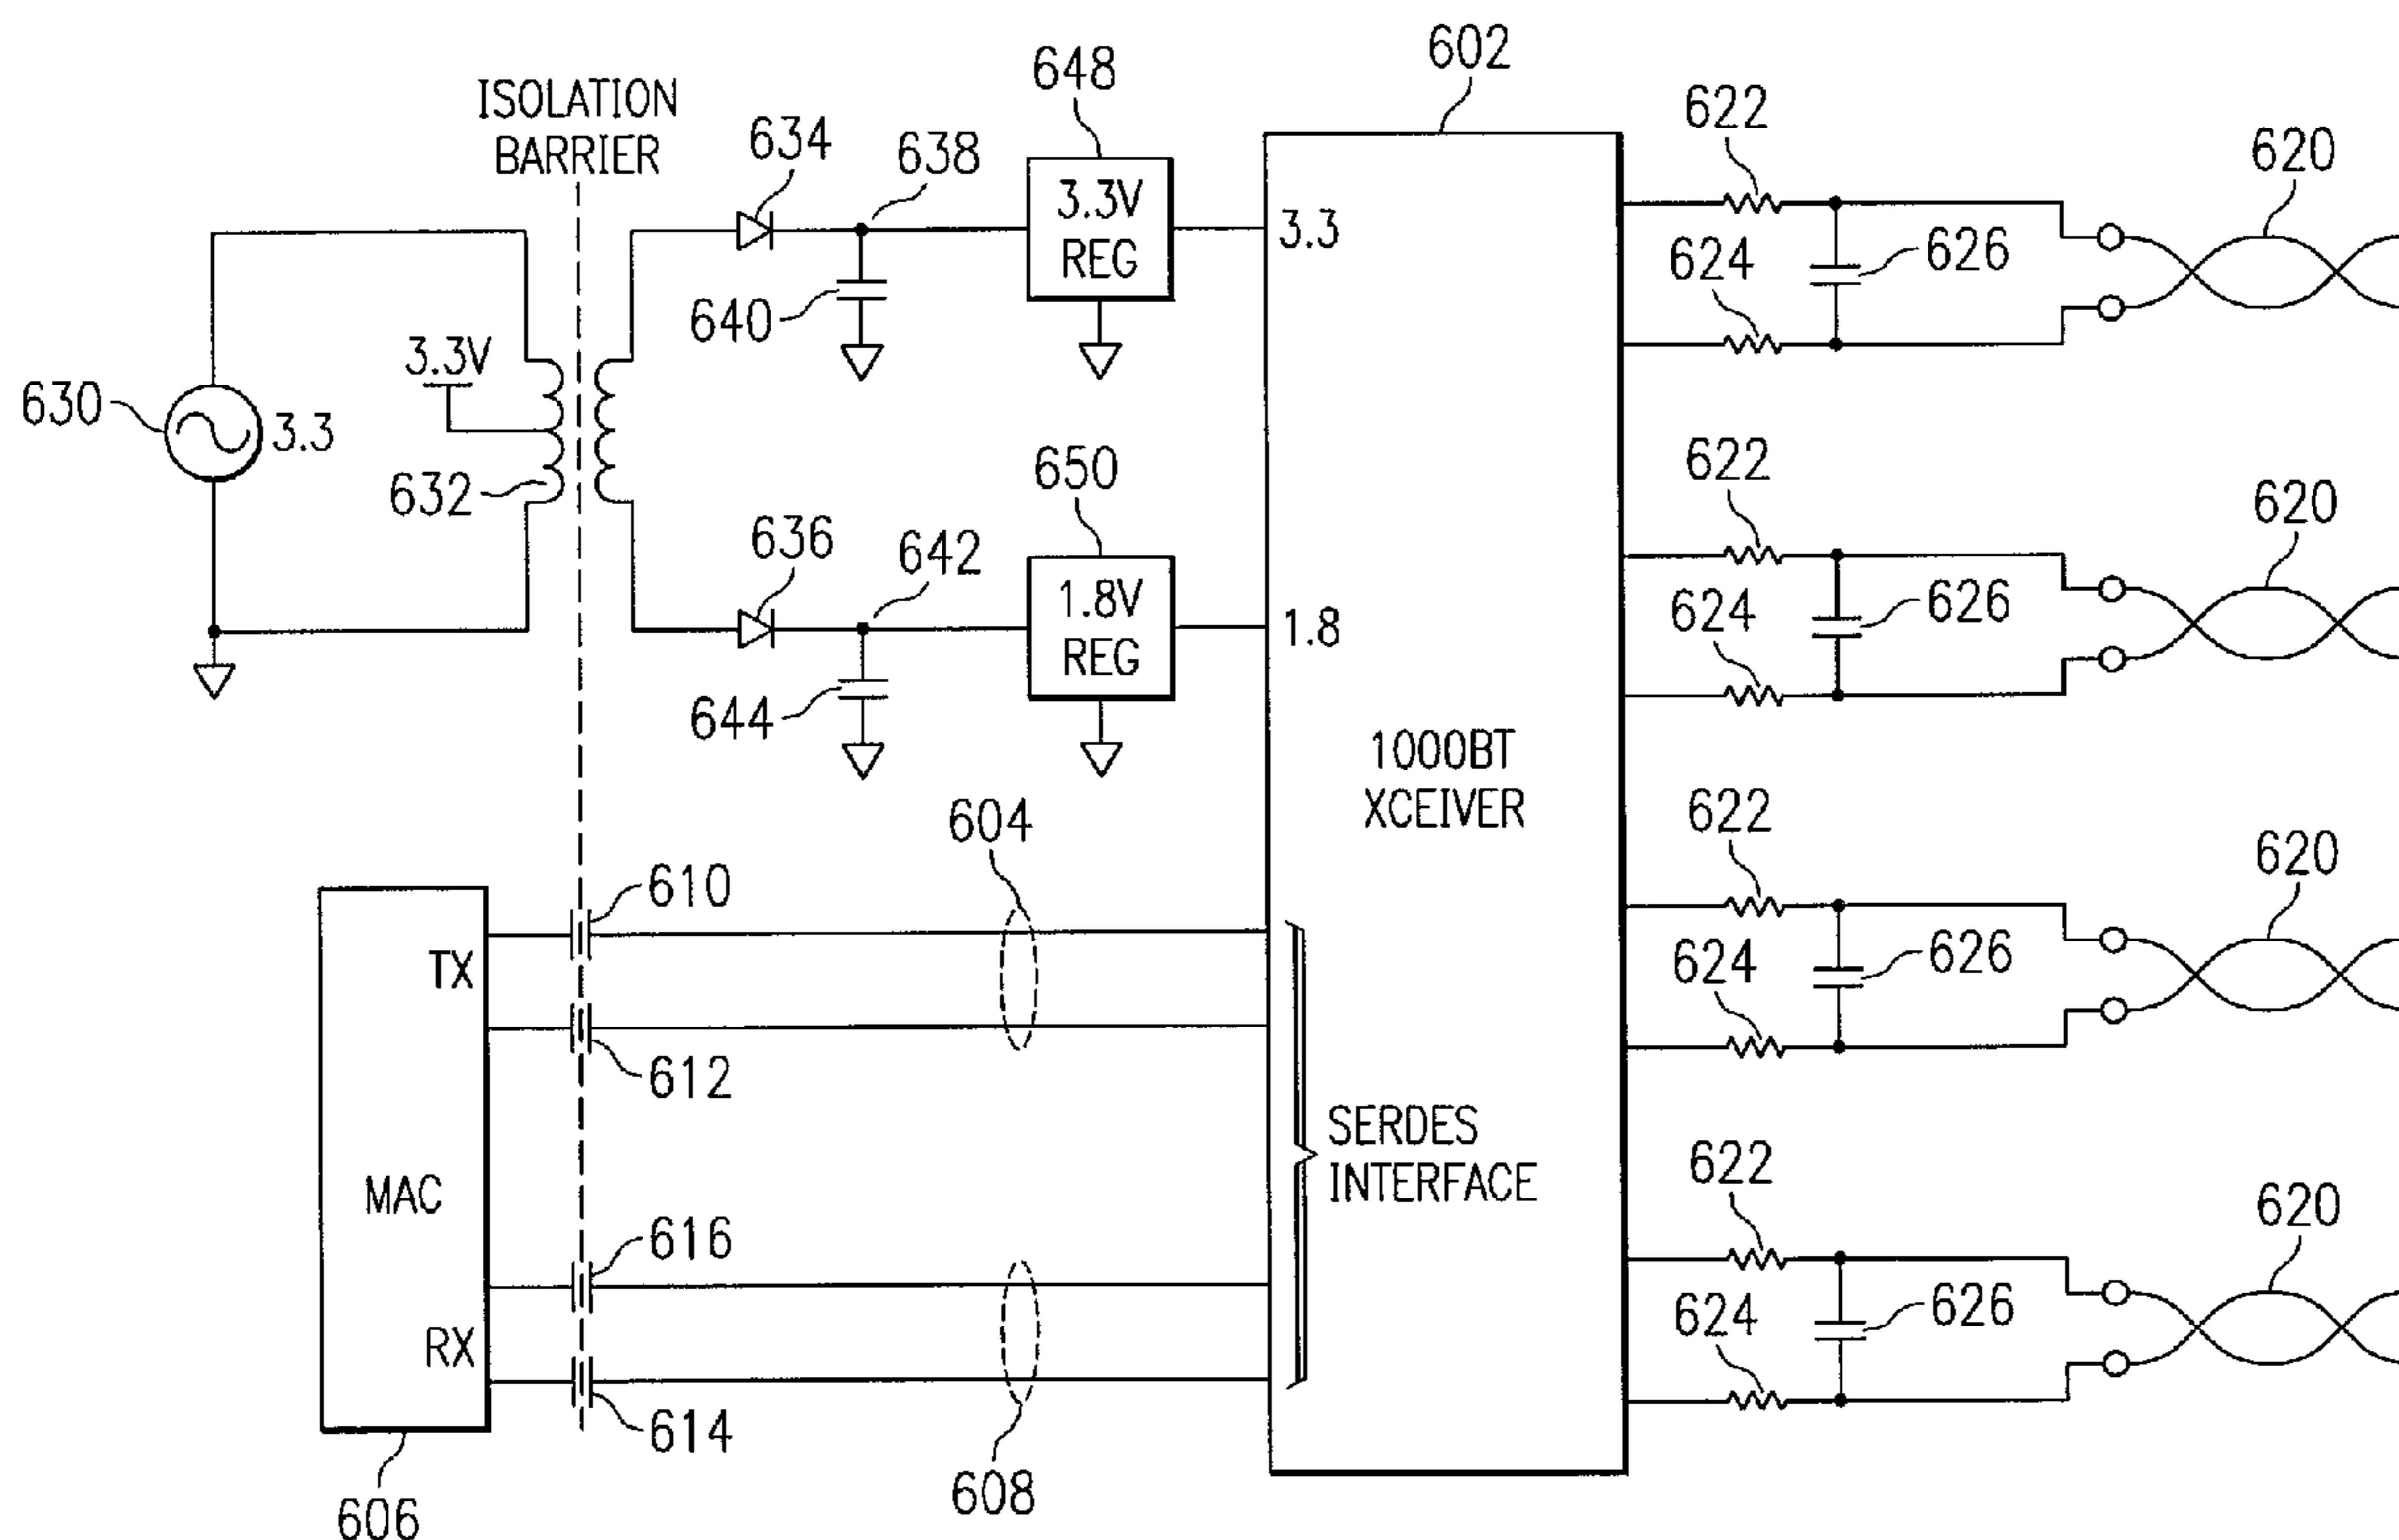 602
648
622
ISOLATION
BARRIER
634
638
620
3.3V
REG
3.3
624
626
640
3.3V
630
3.3
632
650
622
620
636
642
1.8V
REG
1.8
624
626
644
1000BT
XCEIVER
604
622
620
610
TX
624
626
612
SERDES
INTERFACE
MAC
622
620
616
RX
624
626
614
608
606